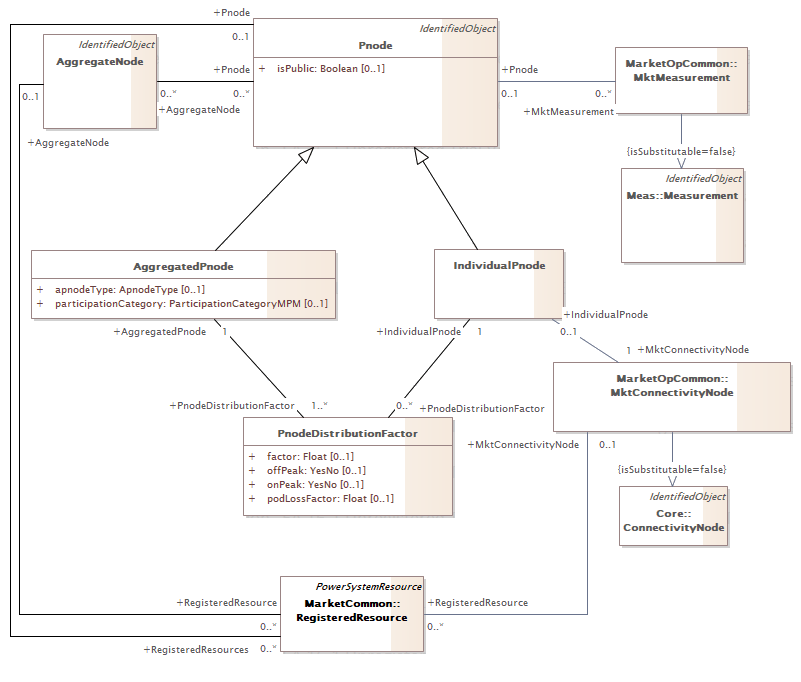 +Pnode
0..1
IdentifiedObject
AggregateNode
IdentifiedObject
Pnode
+ isPublic: Boolean [0..1]
MarketOpCommon::
MktMeasurement
+Pnode
+Pnode
0..1
0..*
0..*
0..1
0..*
+AggregateNode
+MktMeasurement
+AggregateNode
{isSubstitutable=false}
IdentifiedObject
Meas::Measurement
AggregatedPnode
+ apnodeType: ApnodeType [0..1]
+ participationCategory: ParticipationCategoryMPM [0..1]
IndividualPnode
+IndividualPnode
+AggregatedPnode
1
+IndividualPnode
1
0..1
1
+MktConnectivityNode
MarketOpCommon::
MktConnectivityNode
+PnodeDistributionFactor
1..*
0..*
+PnodeDistributionFactor
PnodeDistributionFactor
+ factor: Float [0..1]
+ offPeak: YesNo [0..1]
+ onPeak: YesNo [0..1]
+ podLossFactor: Float [0..1]
+MktConnectivityNode
0..1
{isSubstitutable=false}
IdentifiedObject
Core::
ConnectivityNode
PowerSystemResource
MarketCommon::
RegisteredResource
+RegisteredResource
+RegisteredResource
0..*
0..*
+RegisteredResources
0..*